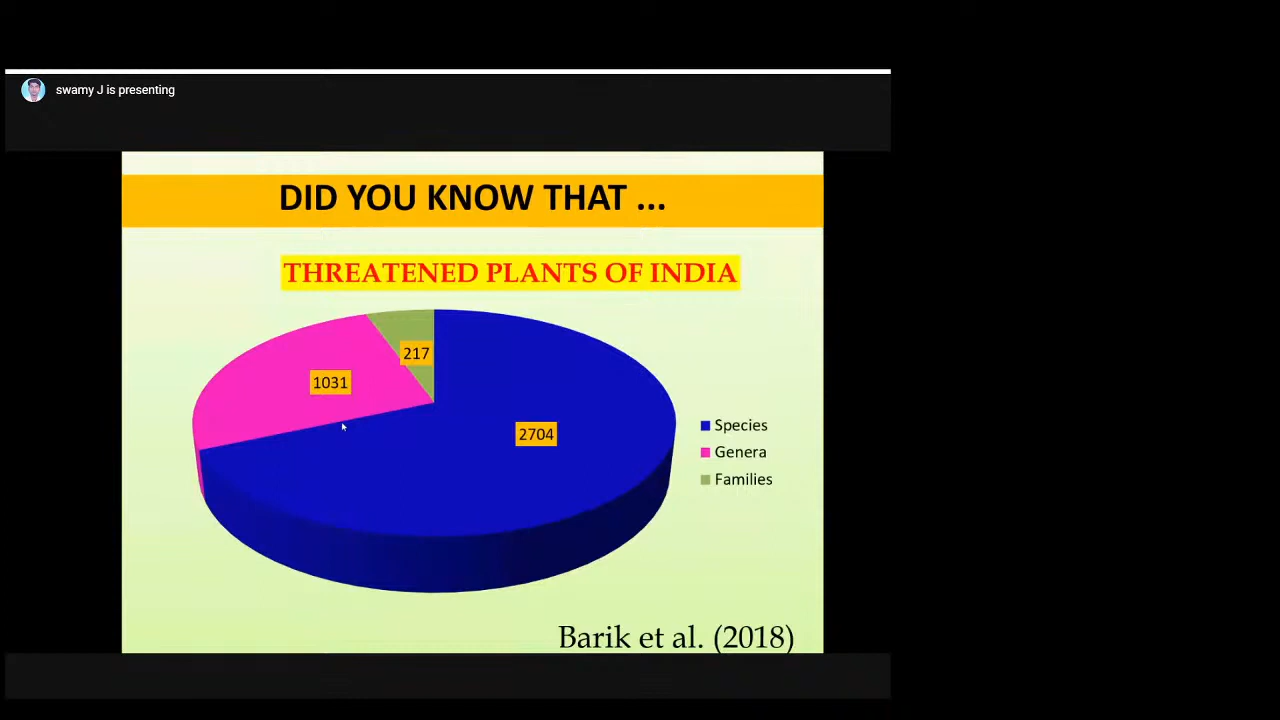 swamy J is presenting
DID YOU KNOW THAT ...
THREATENED PLANTS OF INDIA
217
1031
2704
Species
Genera
Families
Barik et al. (2018)